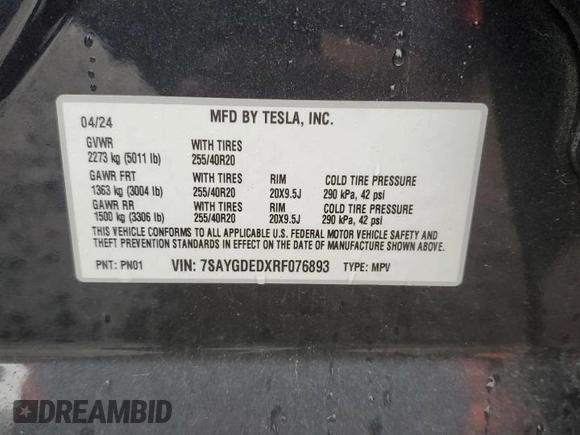 04/24 MFD BY TESLA, INC.
GVWR WITH TIRES
2273 kg (5011 lb) 255/40R20
GAWR FRT WITH TIRES RIM COLD TIRE PRESSURE
1363 kg (3004 lb) 255/40R20 20X9.5J 290 kPa, 42 psi
GAWR RR WITH TIRES RIM COLD TIRE PRESSURE
1500 kg (3306 lb) 255/40R20 20X9.5J 290 kPa, 42 psi
THIS VEHICLE CONFORMS TO ALL APPLICABLE FEDERAL MOTOR VEHICLE SAFETY AND
THEFT PREVENTION STANDARDS IN EFFECT ON THE DATE OF MANUFACTURE SHOWN ABOVE.
PNT: PN01 VIN: 7SAYGDEDXRF076893 TYPE: MPV
DREAMBID